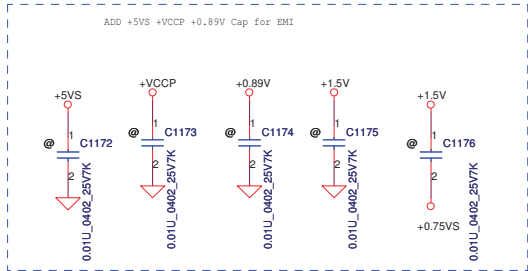 ADD +5VS +VCCP +0.89V Cap for EMI
+5VS
+VCCP
+0.89V
+1.5V
+1.5V
@
1
C1172
2
0.01U_0402_25V7K
@
1
C1173
2
0.01U_0402_25V7K
@
1
C1174
2
0.01U_0402_25V7K
@
1
C1175
2
0.01U_0402_25V7K
@
1
C1176
2
0.01U_0402_25V7K
+0.75VS